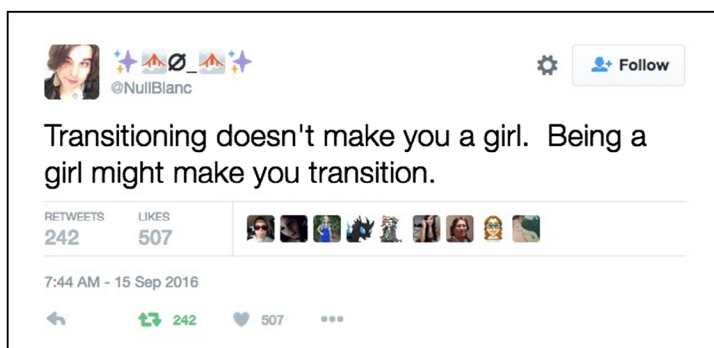 ✨🌋Ø_🌋✨
@NullBlanc
Follow
Transitioning doesn't make you a girl.  Being a
girl might make you transition.
RETWEETS LIKES
242 507
7:44 AM - 15 Sep 2016
242 507